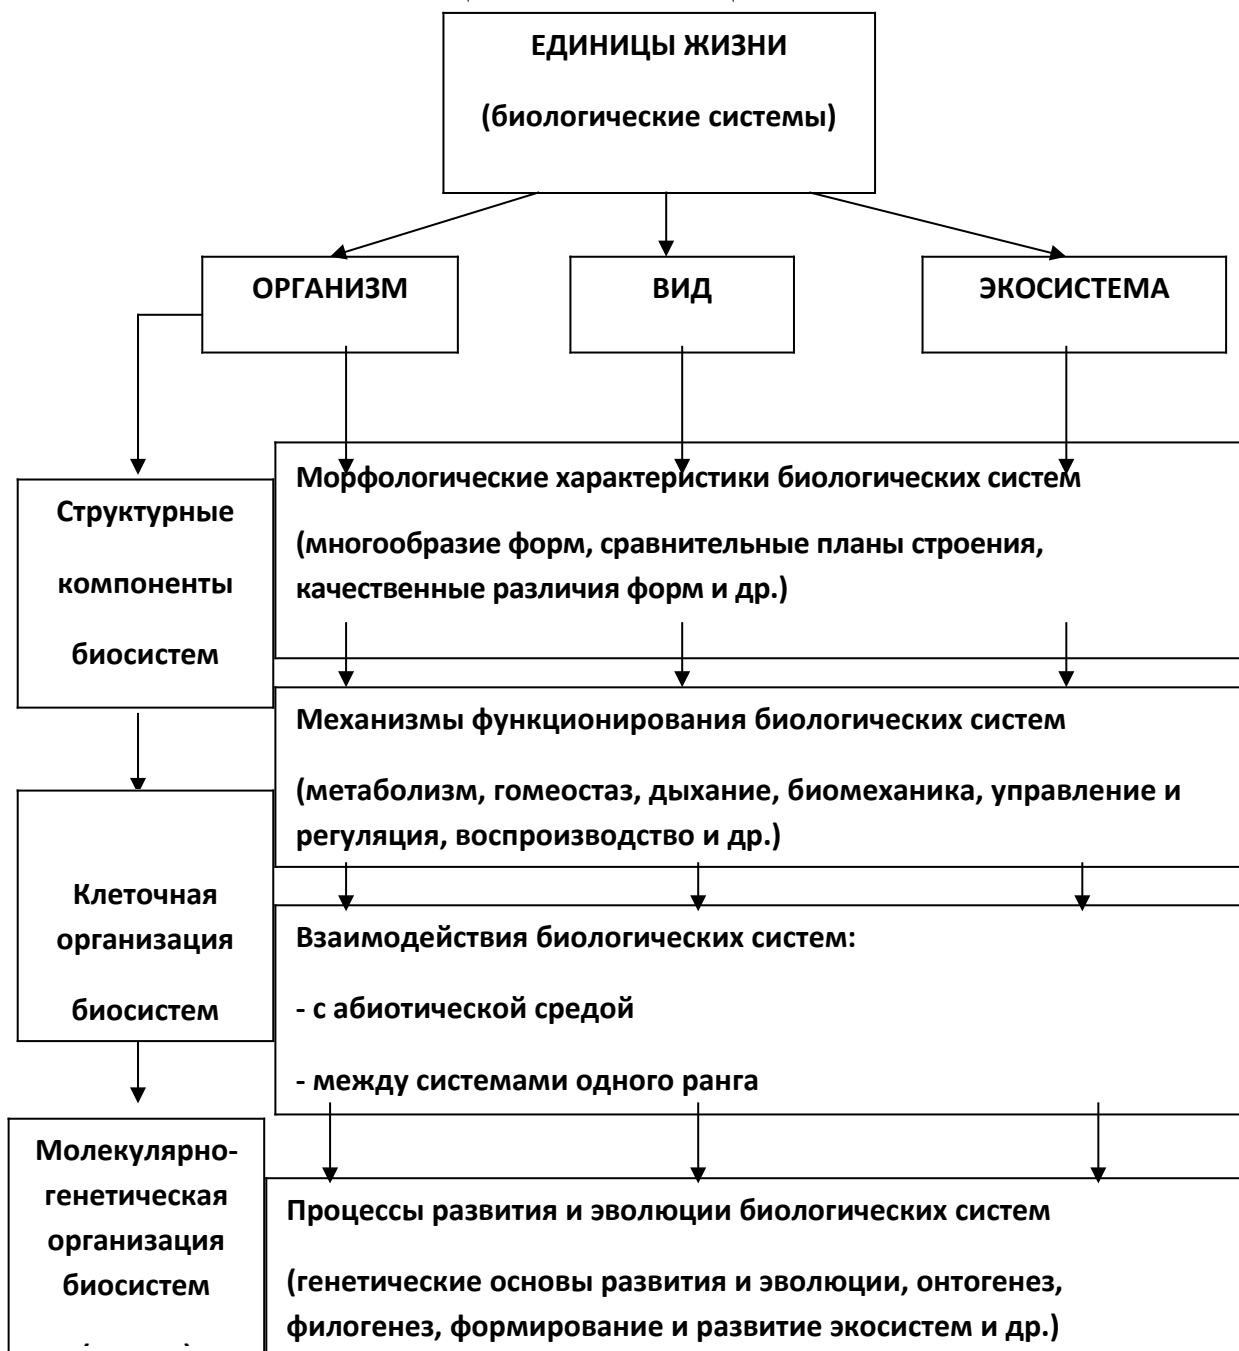 ЕДИНИЦЫ ЖИЗНИ
(биологические системы)
ОРГАНИЗМ
ВИД
ЭКОСИСТЕМА
Структурные
компоненты
биосистем
Морфологические характеристики биологических систем
(многообразие форм, сравнительные планы строения,
качественные различия форм и др.)
Механизмы функционирования биологических систем
(метаболизм, гомеостаз, дыхание, биомеханика, управление и
регуляция, воспроизводство и др.)
Клеточная
организация
биосистем
Взаимодействия биологических систем:
- с абиотической средой
- между системами одного ранга
Молекулярно-
генетическая
организация
биосистем
Процессы развития и эволюции биологических систем
(генетические основы развития и эволюции, онтогенез,
филогенез, формирование и развитие экосистем и др.)